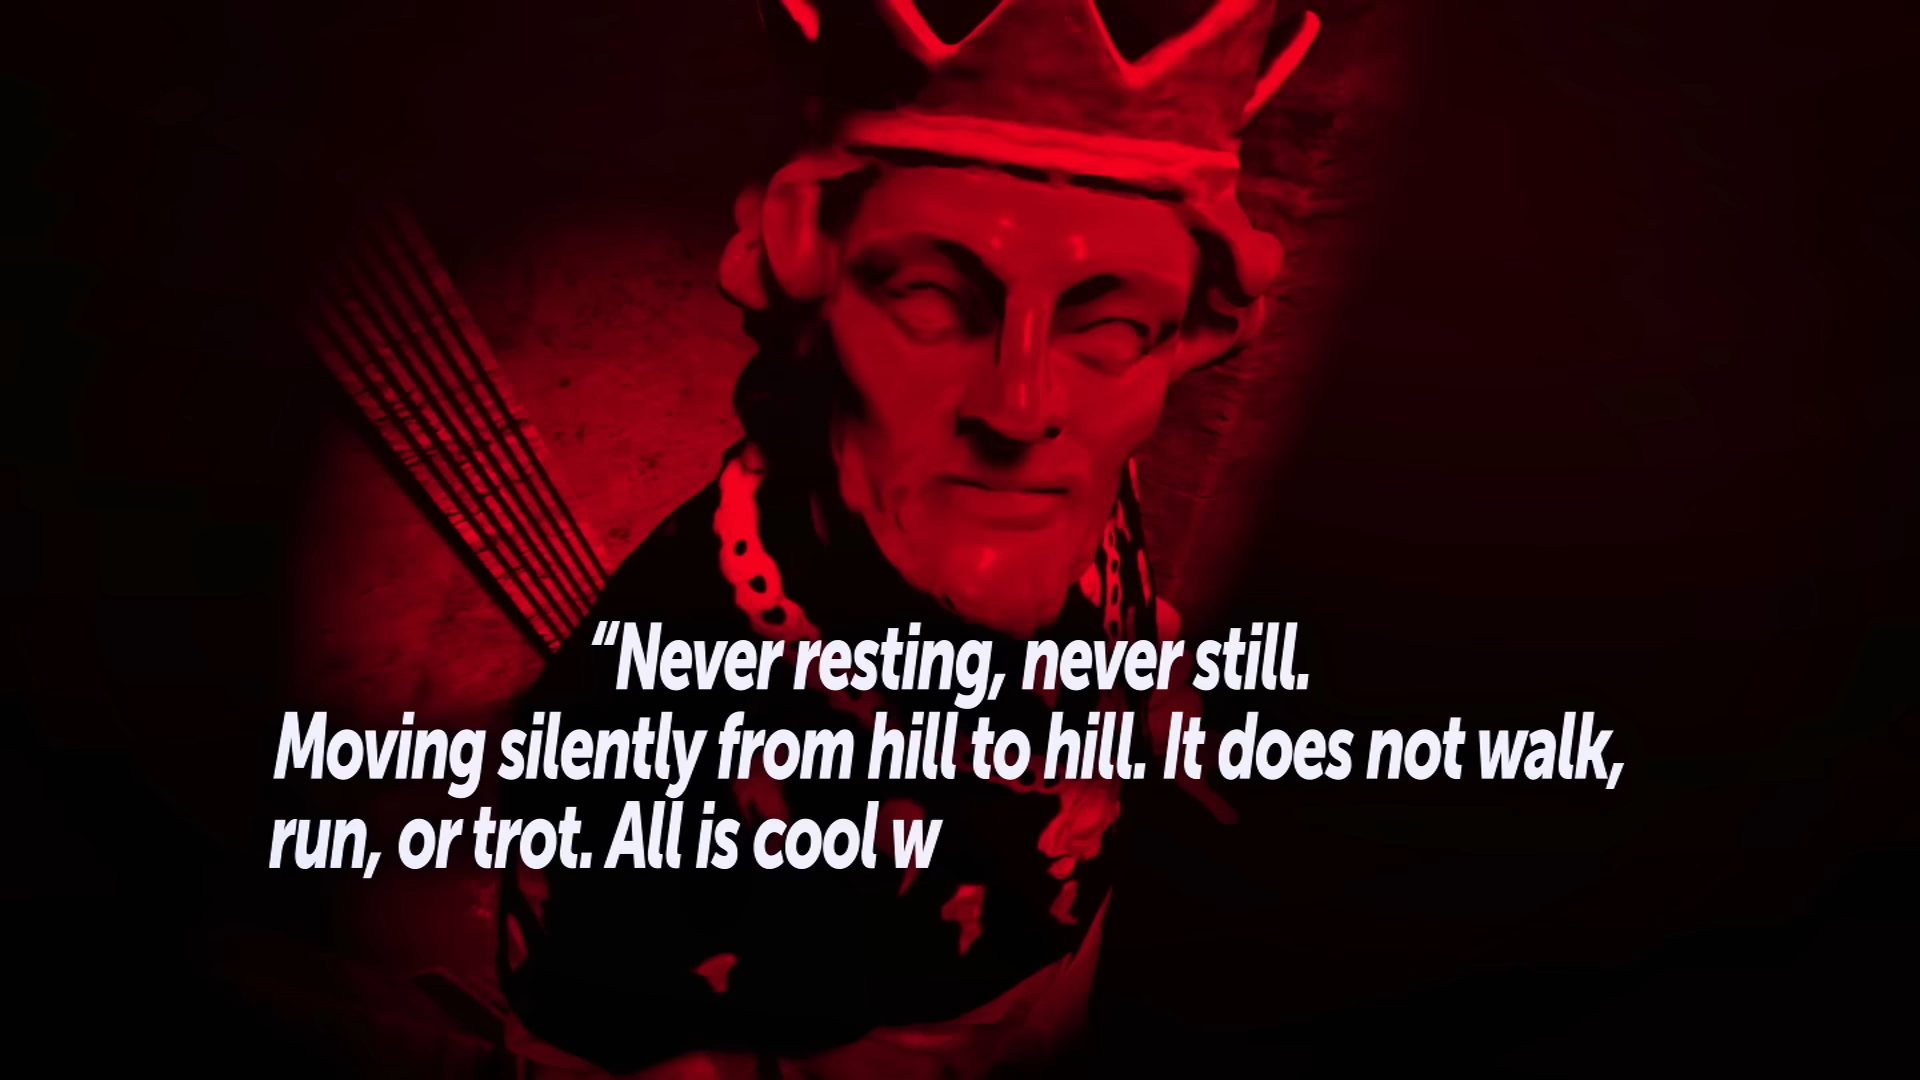 “Never resting, never still.
Moving silently from hill to hill. It does not walk,
run, or trot. All is cool w